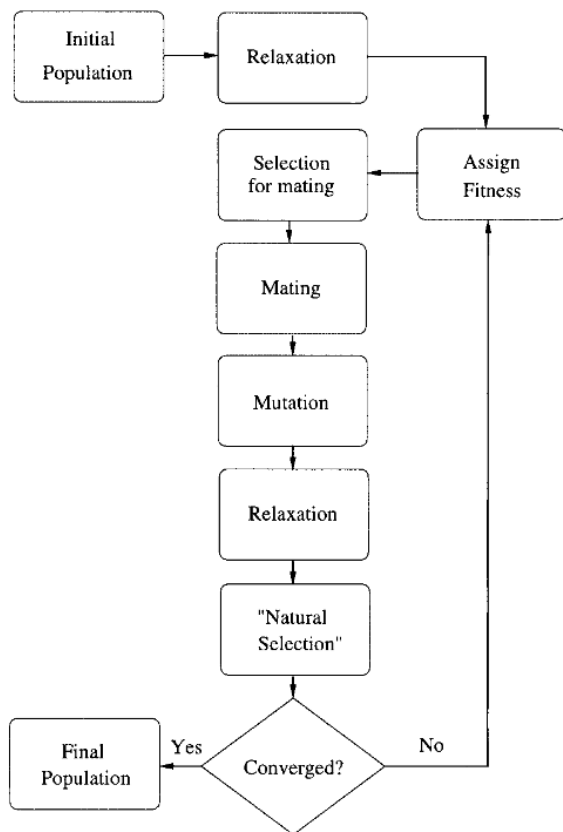 Initial
Population
Relaxation
Selection
for mating
Assign
Fitness
Mating
Mutation
Relaxation
"Natural
Selection"
Final
Population
Yes
Converged?
No